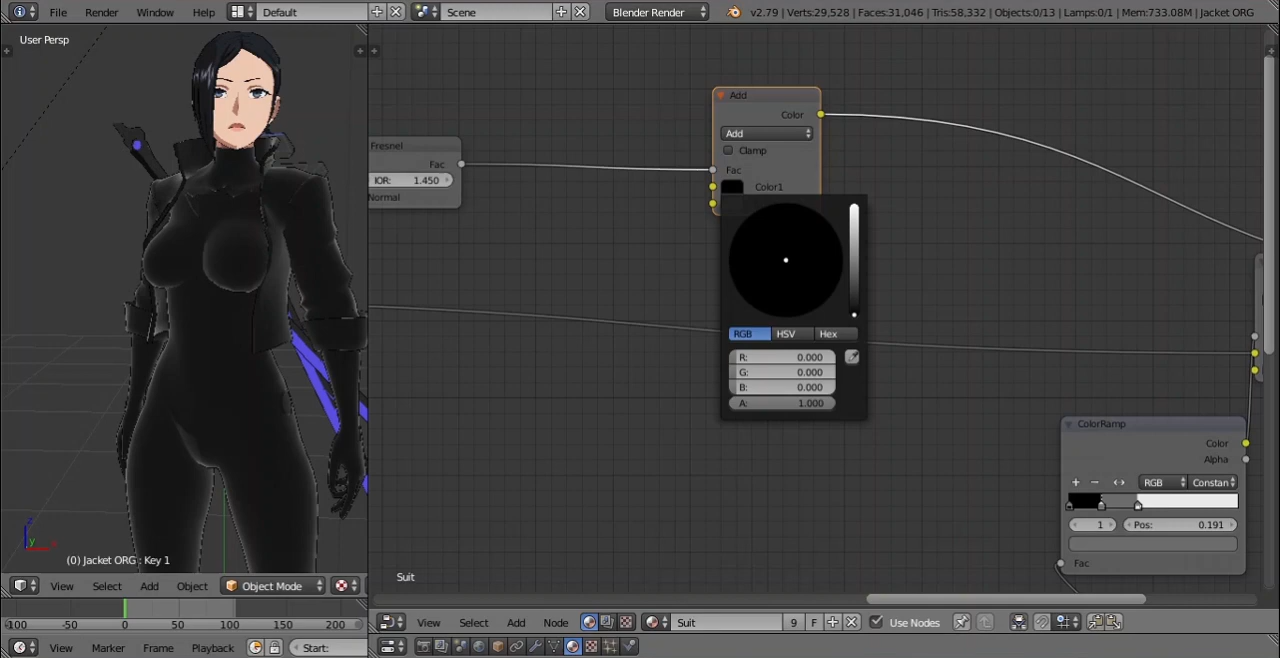 File Render Window Help Default Scene Blender Render v2.79 | Verts:29,528 | Faces:31,046 | Tris:58,332 | Objects:0/13 | Lamps:0/1 | Mem:733.08M | Jacket ORG
User Persp
Add
Color
Add
Clamp
Fresnel
Fac
IOR: 1.450
Normal
Fac
Color1
RGB HSV Hex
R: 0.000
G: 0.000
B: 0.000
A: 1.000
ColorRamp
Color
Alpha
RGB Constan
1 Pos: 0.191
Fac
z
y
x
(0) Jacket ORG : Key 1
Suit
View Select Add Object Object Mode
-100 -50 0 50 100 150 200
View Select Add Node Suit 9 F Use Nodes
View Marker Frame Playback Start: